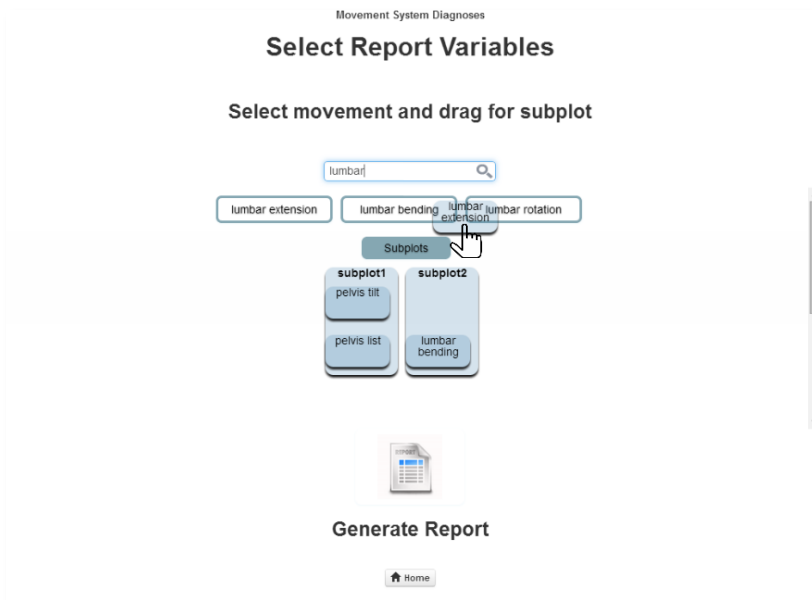 Movement System Diagnoses
Select Report Variables
Select movement and drag for subplot
lumbar
lumbar extension
lumbar bending
lumbar
extension
lumbar rotation
Subplots
subplot1
subplot2
pelvis tilt
pelvis list
lumbar
bending
REPORT
Generate Report
Home